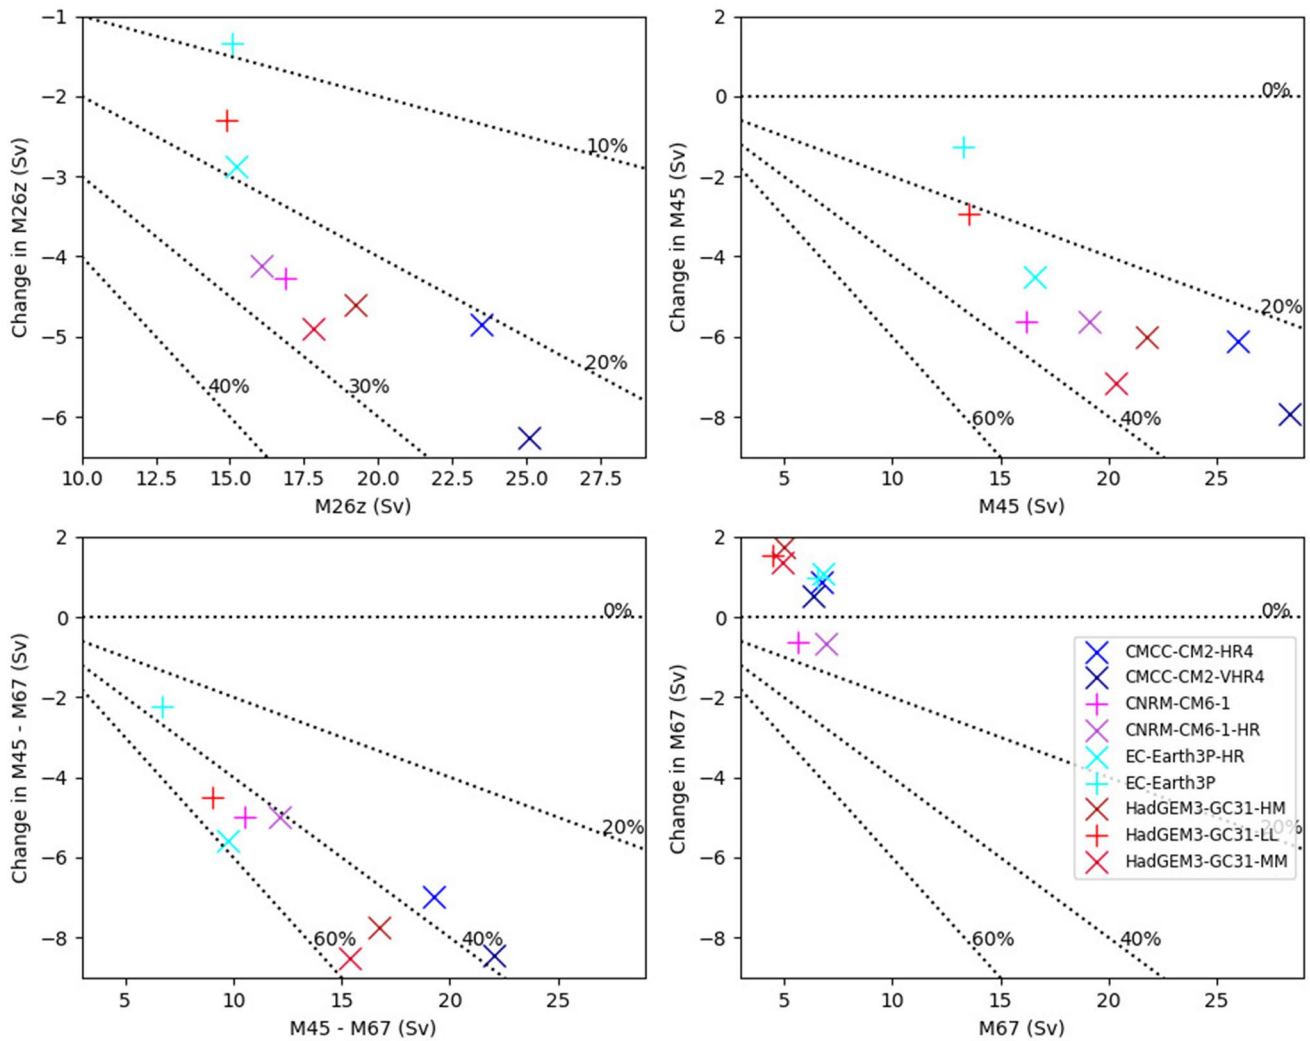 −1
−2
−3
−4
−5
−6
Change in M26z (Sv)
10%
20%
30%
40%
10.0 12.5 15.0 17.5 20.0 22.5 25.0 27.5
M26z (Sv)
2
0
−2
−4
−6
−8
Change in M45 (Sv)
0%
20%
40%
60%
5 10 15 20 25
M45 (Sv)
2
0
−2
−4
−6
−8
Change in M45 - M67 (Sv)
0%
20%
60% 40%
5 10 15 20 25
M45 - M67 (Sv)
2
0
−2
−4
−6
−8
Change in M67 (Sv)
0%
CMCC-CM2-HR4
CMCC-CM2-VHR4
CNRM-CM6-1
CNRM-CM6-1-HR
EC-Earth3P-HR
EC-Earth3P
HadGEM3-GC31-HM
HadGEM3-GC31-LL
20%
HadGEM3-GC31-MM
60% 40%
5 10 15 20 25
M67 (Sv)